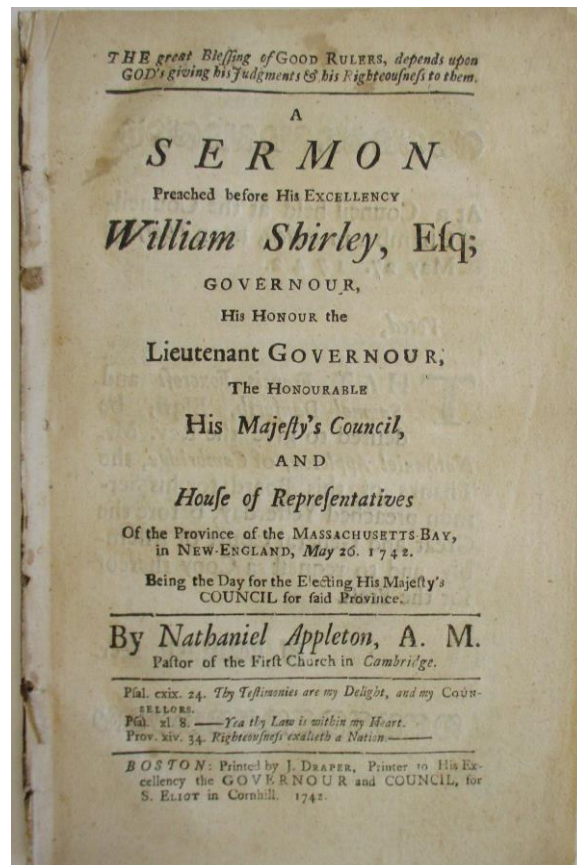 THE great Bleſſing of GOOD RULERS, depends upon
GOD's giving his Judgments & his Righteouſneſs to them.
A
SERMON
Preached before His EXCELLENCY
William Shirley, Eſq;
GOVERNOUR,
His HONOUR the
Lieutenant GOVERNOUR,
The HONOURABLE
His Majeſty's Council,
AND
Houſe of Repreſentatives
Of the Province of the MASSACHUSETTS-BAY,
in NEW-ENGLAND, May 26. 1742.
Being the Day for the Electing His Majeſty's
COUNCIL for ſaid Province.
By Nathaniel Appleton, A. M.
Paſtor of the Firſt Church in Cambridge.
Pſal. cxix. 24. Thy Teſtimonies are my Delight, and my COUN-
SELLORS.
Pſal. xl. 8. ——Yea thy Law is within my Heart.
Prov. xiv. 34. Righteouſneſs exalteth a Nation.——
BOSTON: Printed by J. DRAPER, Printer to His Ex-
cellency the GOVERNOUR and COUNCIL, for
S. ELIOT in Cornhill. 1742.